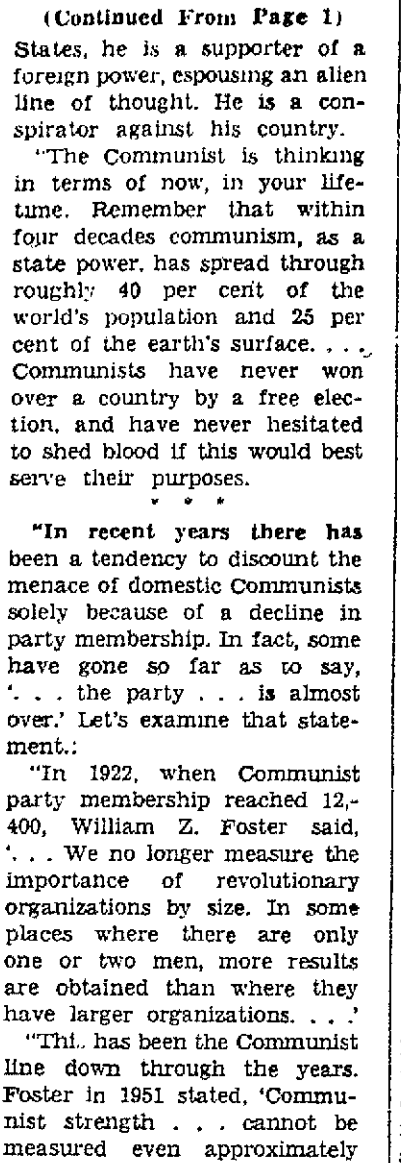 (Continued From Page 1)
States, he is a supporter of a
foreign power, espousing an alien
line of thought. He is a con-
spirator against his country.
"The Communist is thinking
in terms of now, in your life-
time. Remember that within
four decades communism, as a
state power, has spread through
roughly 40 per cent of the
world's population and 25 per
cent of the earth's surface. . . .
Communists have never won
over a country by a free elec-
tion, and have never hesitated
to shed blood if this would best
serve their purposes.
* * *
"In recent years there has
been a tendency to discount the
menace of domestic Communists
solely because of a decline in
party membership. In fact, some
have gone so far as to say,
'. . . the party . . . is almost
over.' Let's examine that state-
ment.:
"In 1922, when Communist
party membership reached 12,-
400, William Z. Foster said,
'. . . We no longer measure the
importance of revolutionary
organizations by size. In some
places where there are only
one or two men, more results
are obtained than where they
have larger organizations. . . .'
"Thi.. has been the Communist
line down through the years.
Foster in 1951 stated, 'Commu-
nist strength . . . cannot be
measured even approximately